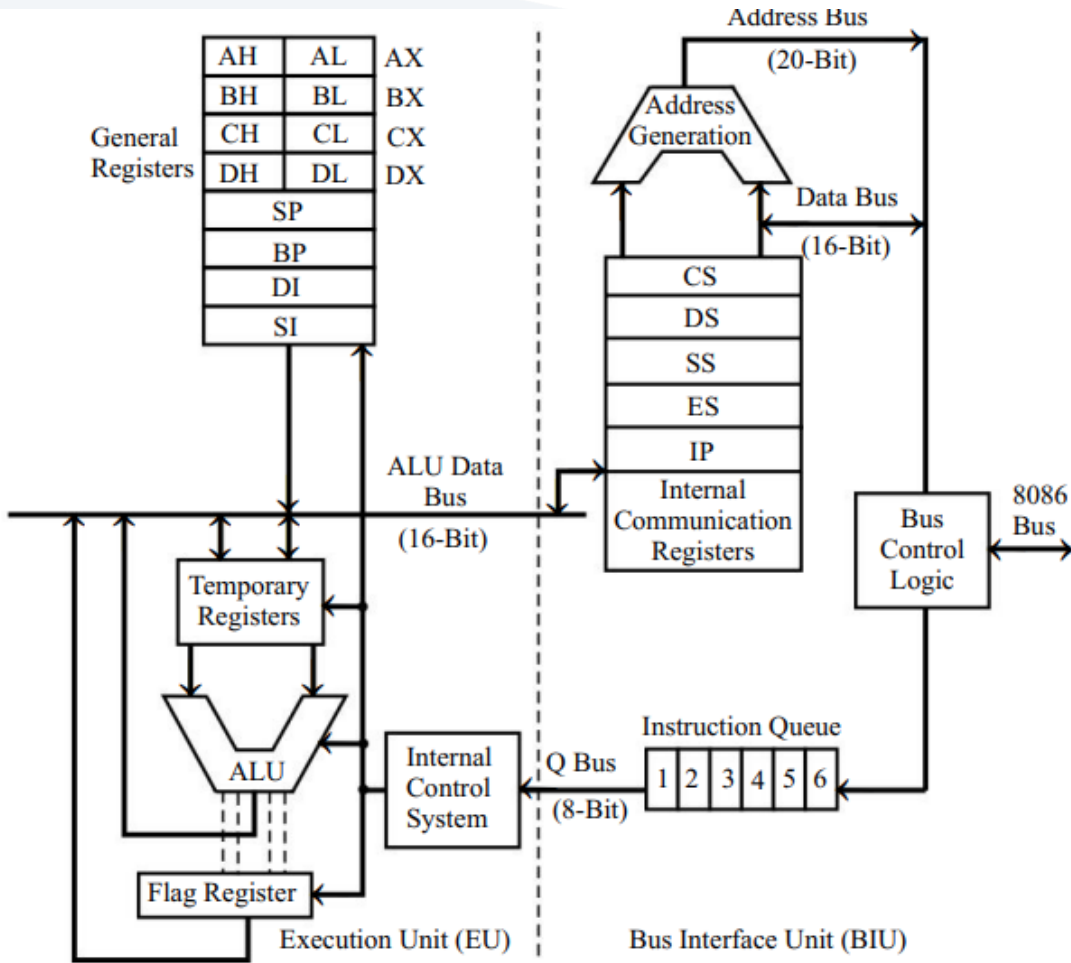 Address Bus
(20-Bit)
AH AL AX
BH BL BX
CH CL CX
DH DL DX
General
Registers
SP
BP
DI
SI
Address
Generation
Data Bus
(16-Bit)
CS
DS
SS
ES
IP
Internal
Communication
Registers
ALU Data
Bus
(16-Bit)
8086
Bus
Bus
Control
Logic
Temporary
Registers
ALU
Internal
Control
System
Q Bus
(8-Bit)
Instruction Queue
1 2 3 4 5 6
Flag Register
Execution Unit (EU)
Bus Interface Unit (BIU)